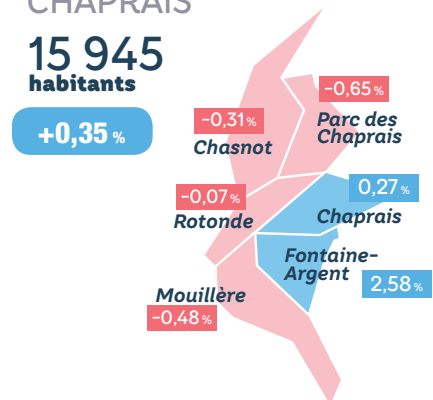 CHAPRAIS
15 945
habitants
+0,35 %
-0,65 %
Parc des
Chaprais
-0,31 %
Chasnot
0,27 %
Chaprais
-0,07 %
Rotonde
Fontaine-
Argent
2,58 %
Mouillère
-0,48 %